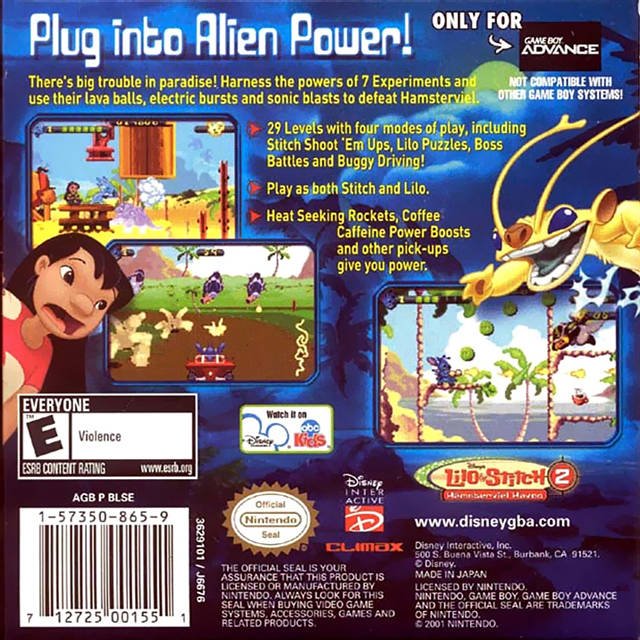 Plug into Alien Power!
ONLY FOR
GAME BOY
ADVANCE
NOT COMPATIBLE WITH
OTHER GAME BOY SYSTEMS!
There's big trouble in paradise! Harness the powers of 7 Experiments and
use their lava balls, electric bursts and sonic blasts to defeat Hamsterviel.
29 Levels with four modes of play, including
Stitch Shoot 'Em Ups, Lilo Puzzles, Boss
Battles and Buggy Driving!
Play as both Stitch and Lilo.
Heat Seeking Rockets, Coffee
Caffeine Power Boosts
and other pick-ups
give you power.
EVERYONE
E
TM
Violence
ESRB CONTENT RATING www.esrb.org
Watch it on
Disney
CHANNEL
abc
Kids
AGB P BLSE
1-57350-865-9
7 12725 00155 1
3629101 / J6676
Official
Nintendo
Seal
Disney
INTER
ACTIVE
CLIMAX
THE OFFICIAL SEAL IS YOUR
ASSURANCE THAT THIS PRODUCT IS
LICENSED OR MANUFACTURED BY
NINTENDO. ALWAYS LOOK FOR THIS
SEAL WHEN BUYING VIDEO GAME
SYSTEMS, ACCESSORIES, GAMES AND
RELATED PRODUCTS.
Disney's
Lilo & Stitch 2
Hämsterviel Havoc
www.disneygba.com
Disney Interactive, Inc.
500 S. Buena Vista St., Burbank, CA 91521.
© Disney.
MADE IN JAPAN
LICENSED BY NINTENDO.
NINTENDO, GAME BOY, GAME BOY ADVANCE
AND THE OFFICIAL SEAL ARE TRADEMARKS
OF NINTENDO.
© 2001 NINTENDO.